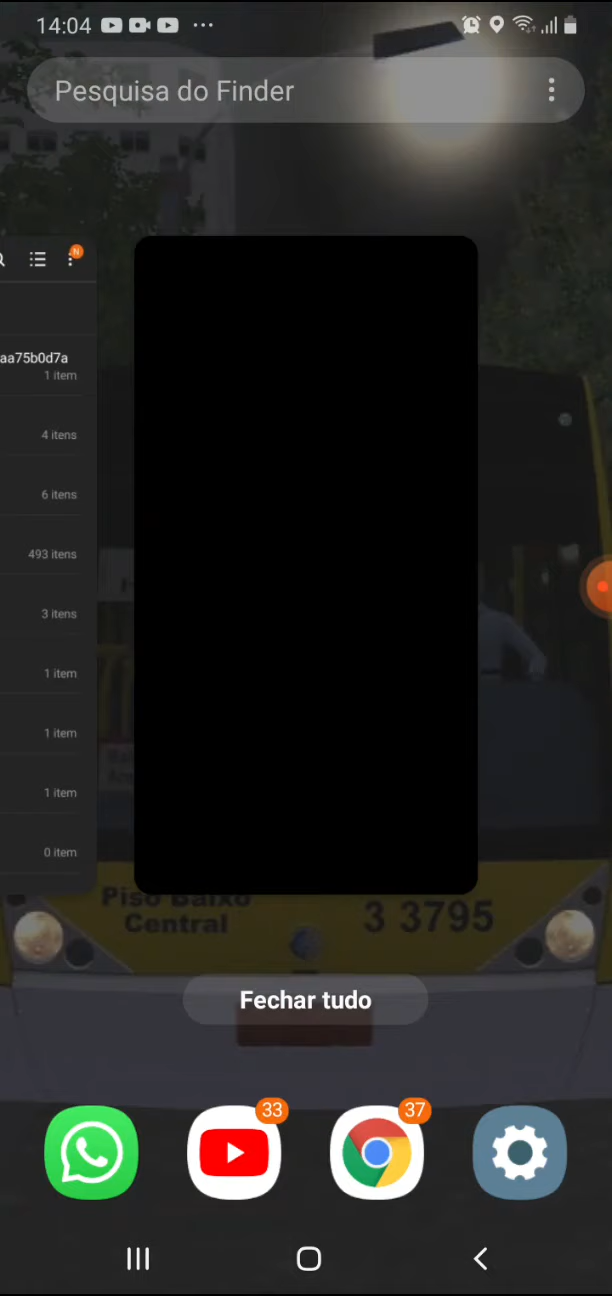 14:04
Pesquisa do Finder
N
aa75b0d7a
1 item
4 itens
6 itens
493 itens
3 itens
1 item
1 item
1 item
0 item
Piso Baixo
Central
3 3795
Fechar tudo
33
37